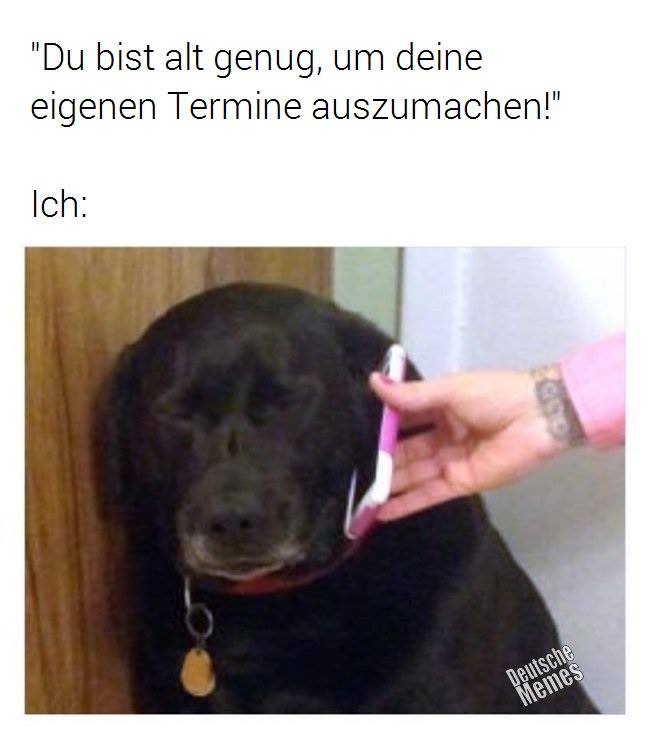 "Du bist alt genug, um deine
eigenen Termine auszumachen!"
Ich:
Deutsche
Memes